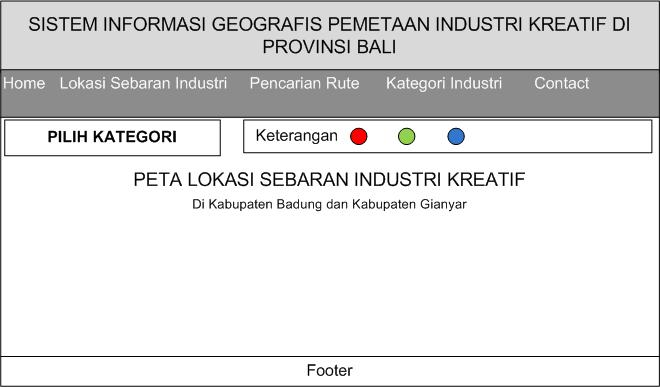 SISTEM INFORMASI GEOGRAFIS PEMETAAN INDUSTRI KREATIF DI
PROVINSI BALI
Home Lokasi Sebaran Industri Pencarian Rute Kategori Industri Contact
PILIH KATEGORI Keterangan
PETA LOKASI SEBARAN INDUSTRI KREATIF
Di Kabupaten Badung dan Kabupaten Gianyar
Footer